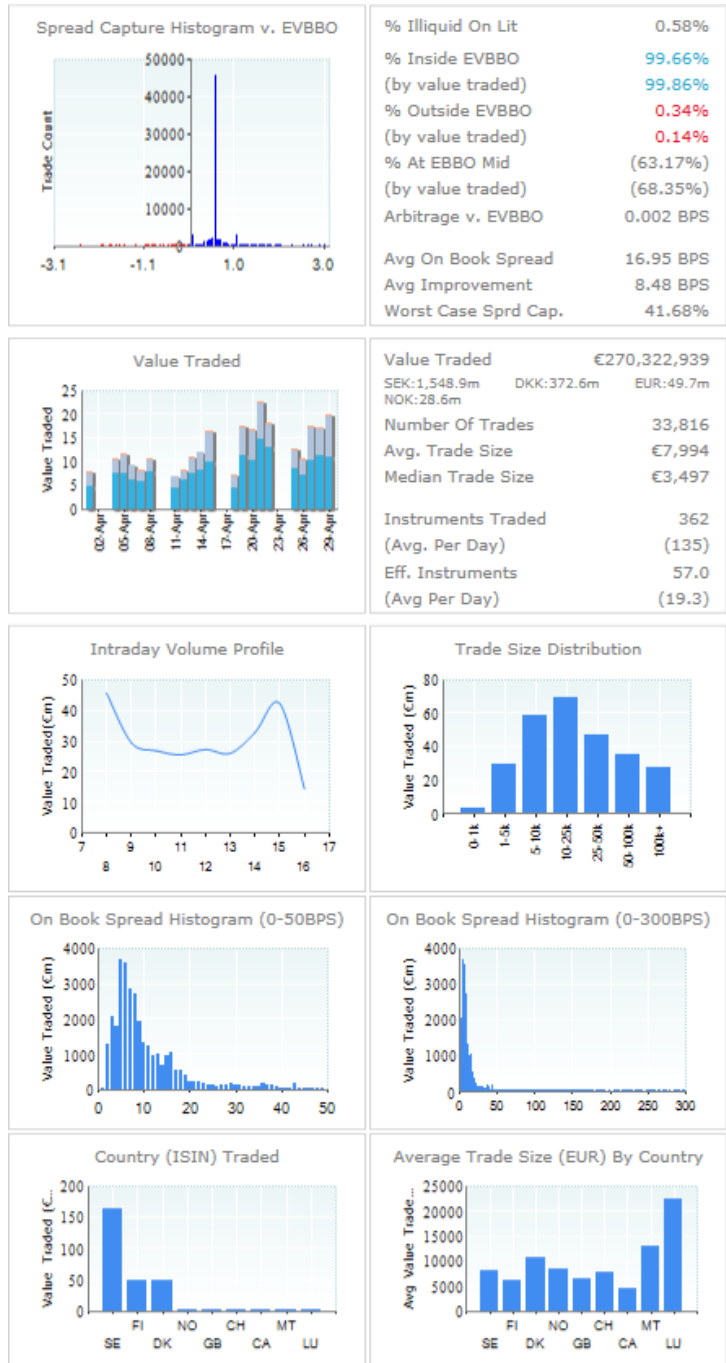 Spread Capture Histogram v. EVBBO
Trade Count
50000
40000
30000
20000
10000
0
-3.1 -1.1 1.0 3.0
% Illiquid On Lit 0.58%
% Inside EVBBO 99.66%
(by value traded) 99.86%
% Outside EVBBO 0.34%
(by value traded) 0.14%
% At EBBO Mid (63.17%)
(by value traded) (68.35%)
Arbitrage v. EVBBO 0.002 BPS
Avg On Book Spread 16.95 BPS
Avg Improvement 8.48 BPS
Worst Case Sprd Cap. 41.68%
Value Traded
Value Traded
25
20
15
10
5
0
02-Apr 05-Apr 08-Apr 11-Apr 14-Apr 17-Apr 20-Apr 23-Apr 26-Apr 29-Apr
Value Traded €270,322,939
SEK:1,548.9m DKK:372.6m EUR:49.7m
NOK:28.6m
Number Of Trades 33,816
Avg. Trade Size €7,994
Median Trade Size €3,497
Instruments Traded 362
(Avg. Per Day) (135)
Eff. Instruments 57.0
(Avg Per Day) (19.3)
Intraday Volume Profile
Value Traded(€m)
50
40
30
20
10
0
7 9 11 13 15 17
8 10 12 14 16
Trade Size Distribution
Value Traded (€m)
80
60
40
20
0
0-1k 1-5k 5-10k 10-25k 25-50k 50-100k 100k+
On Book Spread Histogram (0-50BPS)
Value Traded (€m)
4000
3000
2000
1000
0
0 10 20 30 40 50
On Book Spread Histogram (0-300BPS)
Value Traded (€m)
4000
3000
2000
1000
0
0 50 100 150 200 250 300
Country (ISIN) Traded
Value Traded (€...
200
150
100
50
0
FI NO CH MT
SE DK GB CA LU
Average Trade Size (EUR) By Country
Avg Value Trade...
25000
20000
15000
10000
5000
0
FI NO CH MT
SE DK GB CA LU